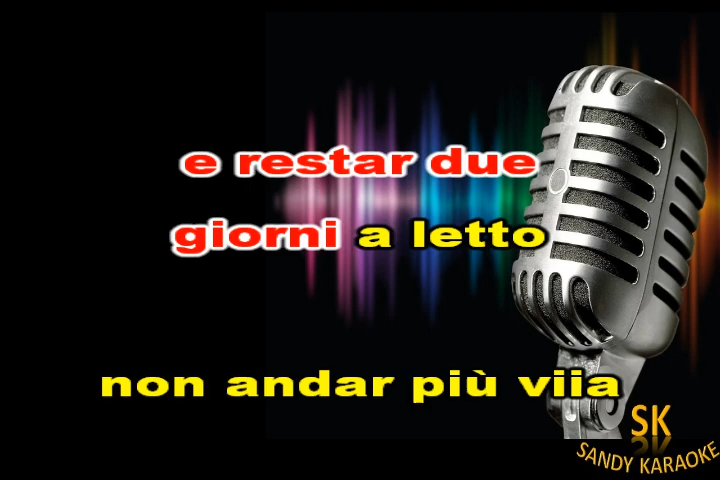 e restar due
giorni a letto
non andar più viia
SK
SANDY KARAOKE